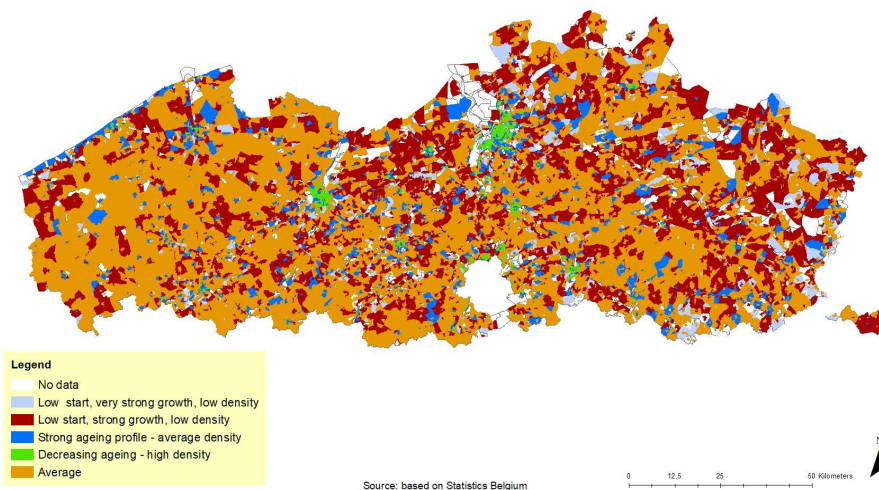 Legend
No data
Low start, very strong growth, low density
Low start, strong growth, low density
Strong ageing profile - average density
Decreasing ageing - high density
Average
Source: based on Statistics Belgium
N
0 12,5 25 50 Kilometers